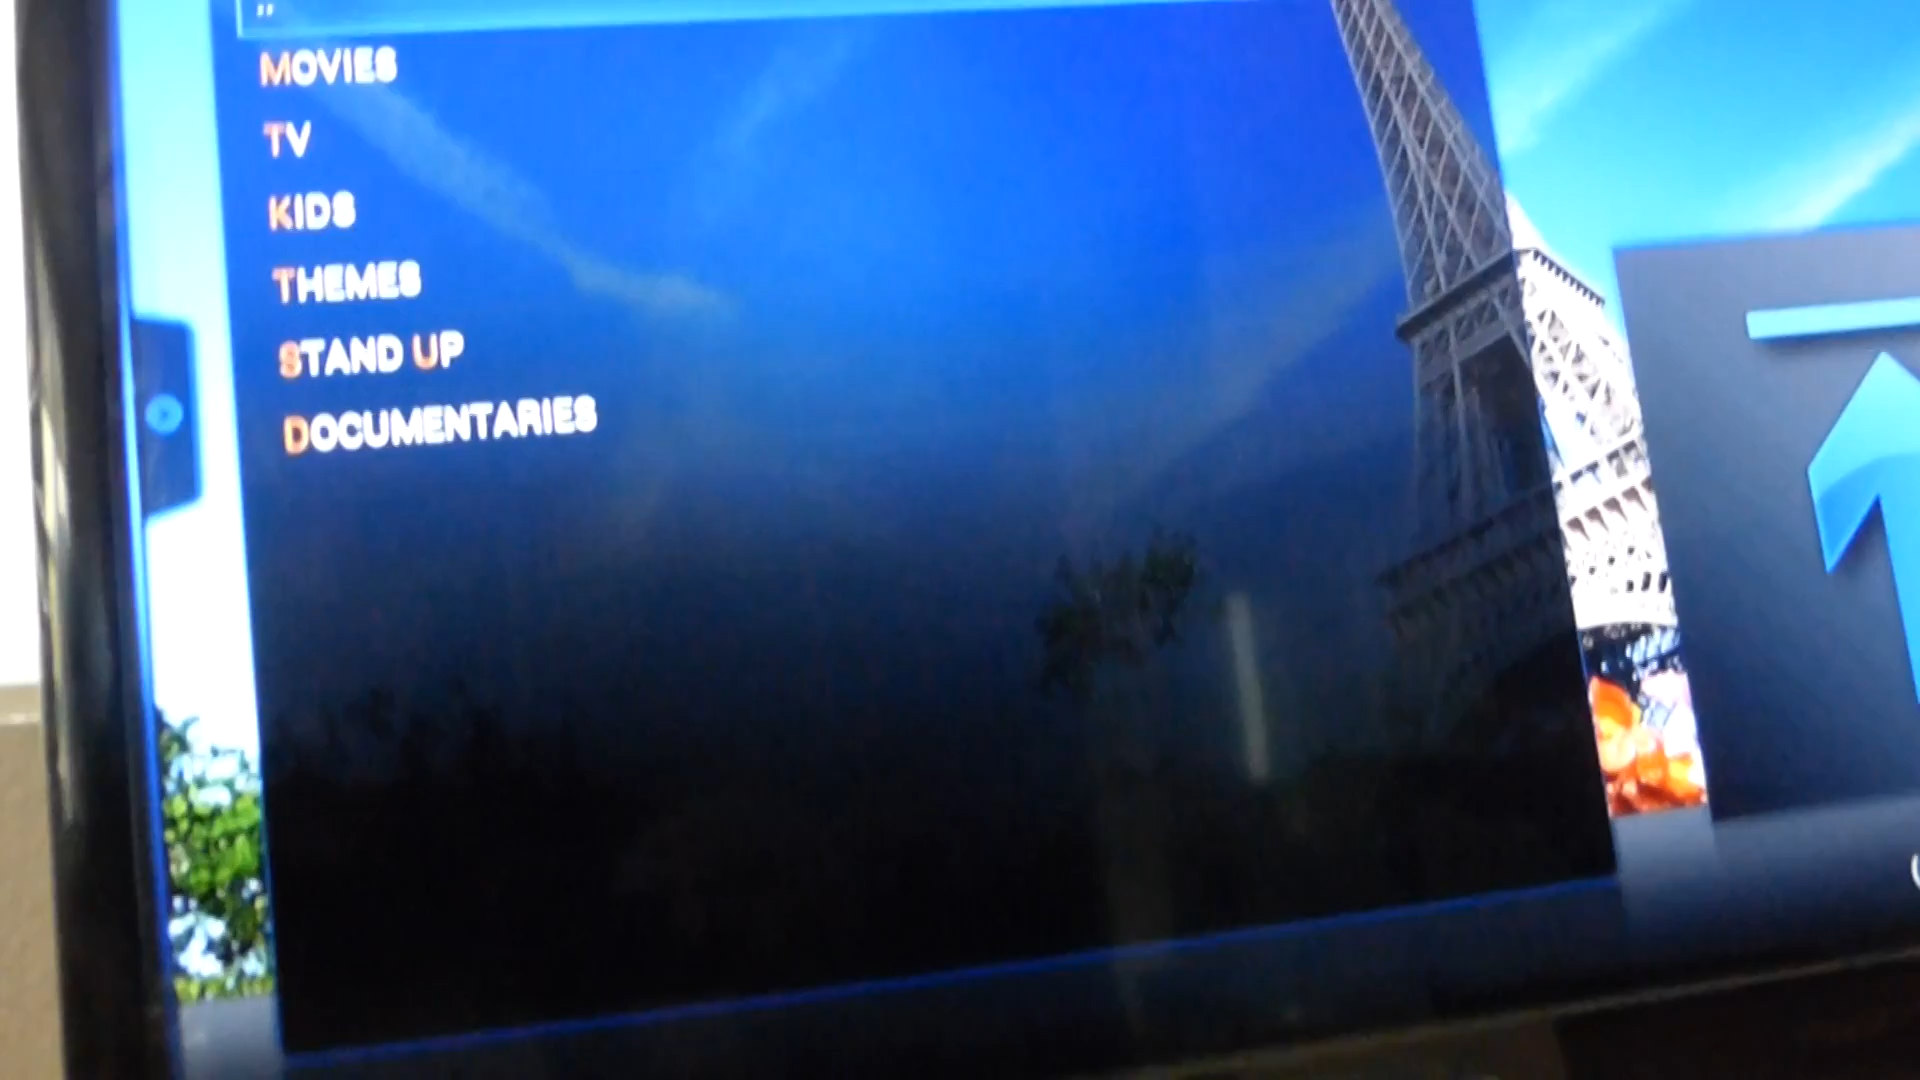 ..
MOVIES
TV
KIDS
THEMES
STAND UP
DOCUMENTARIES